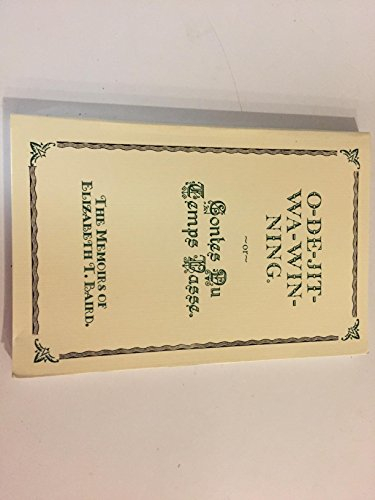 O-DE-JIT-
WA-WIN-
NING.
~or~
Contes Du
Temps Passé.
THE MEMOIRS OF
ELIZABETH T. BAIRD.